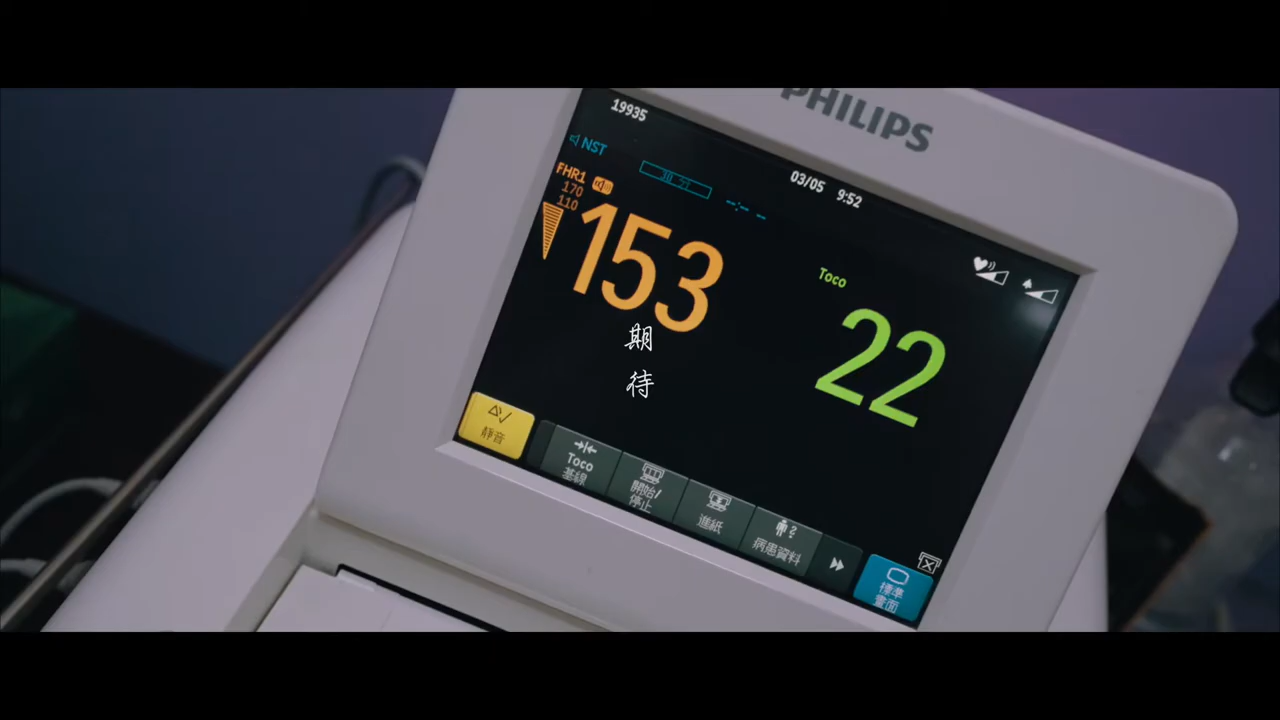 PHILIPS
19935
NST
03/05 9:52
FHR1
170
110
153
Toco
22
期
待
靜音
Toco
基線
開始/
停止
進紙
病患資料
標準
畫面